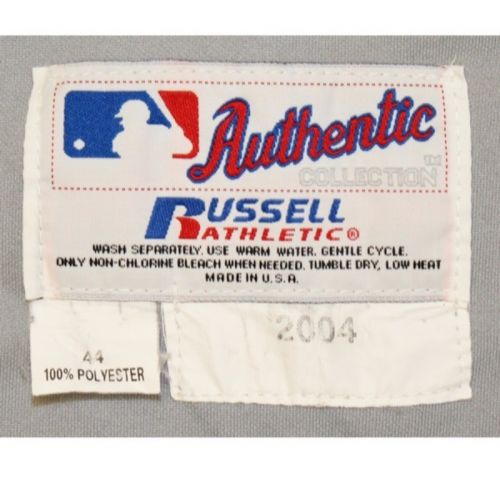 Authentic
COLLECTION™
RUSSELL
ATHLETIC®
WASH SEPARATELY. USE WARM WATER. GENTLE CYCLE.
ONLY NON-CHLORINE BLEACH WHEN NEEDED. TUMBLE DRY, LOW HEAT
MADE IN U.S.A.
44
100% POLYESTER
2004